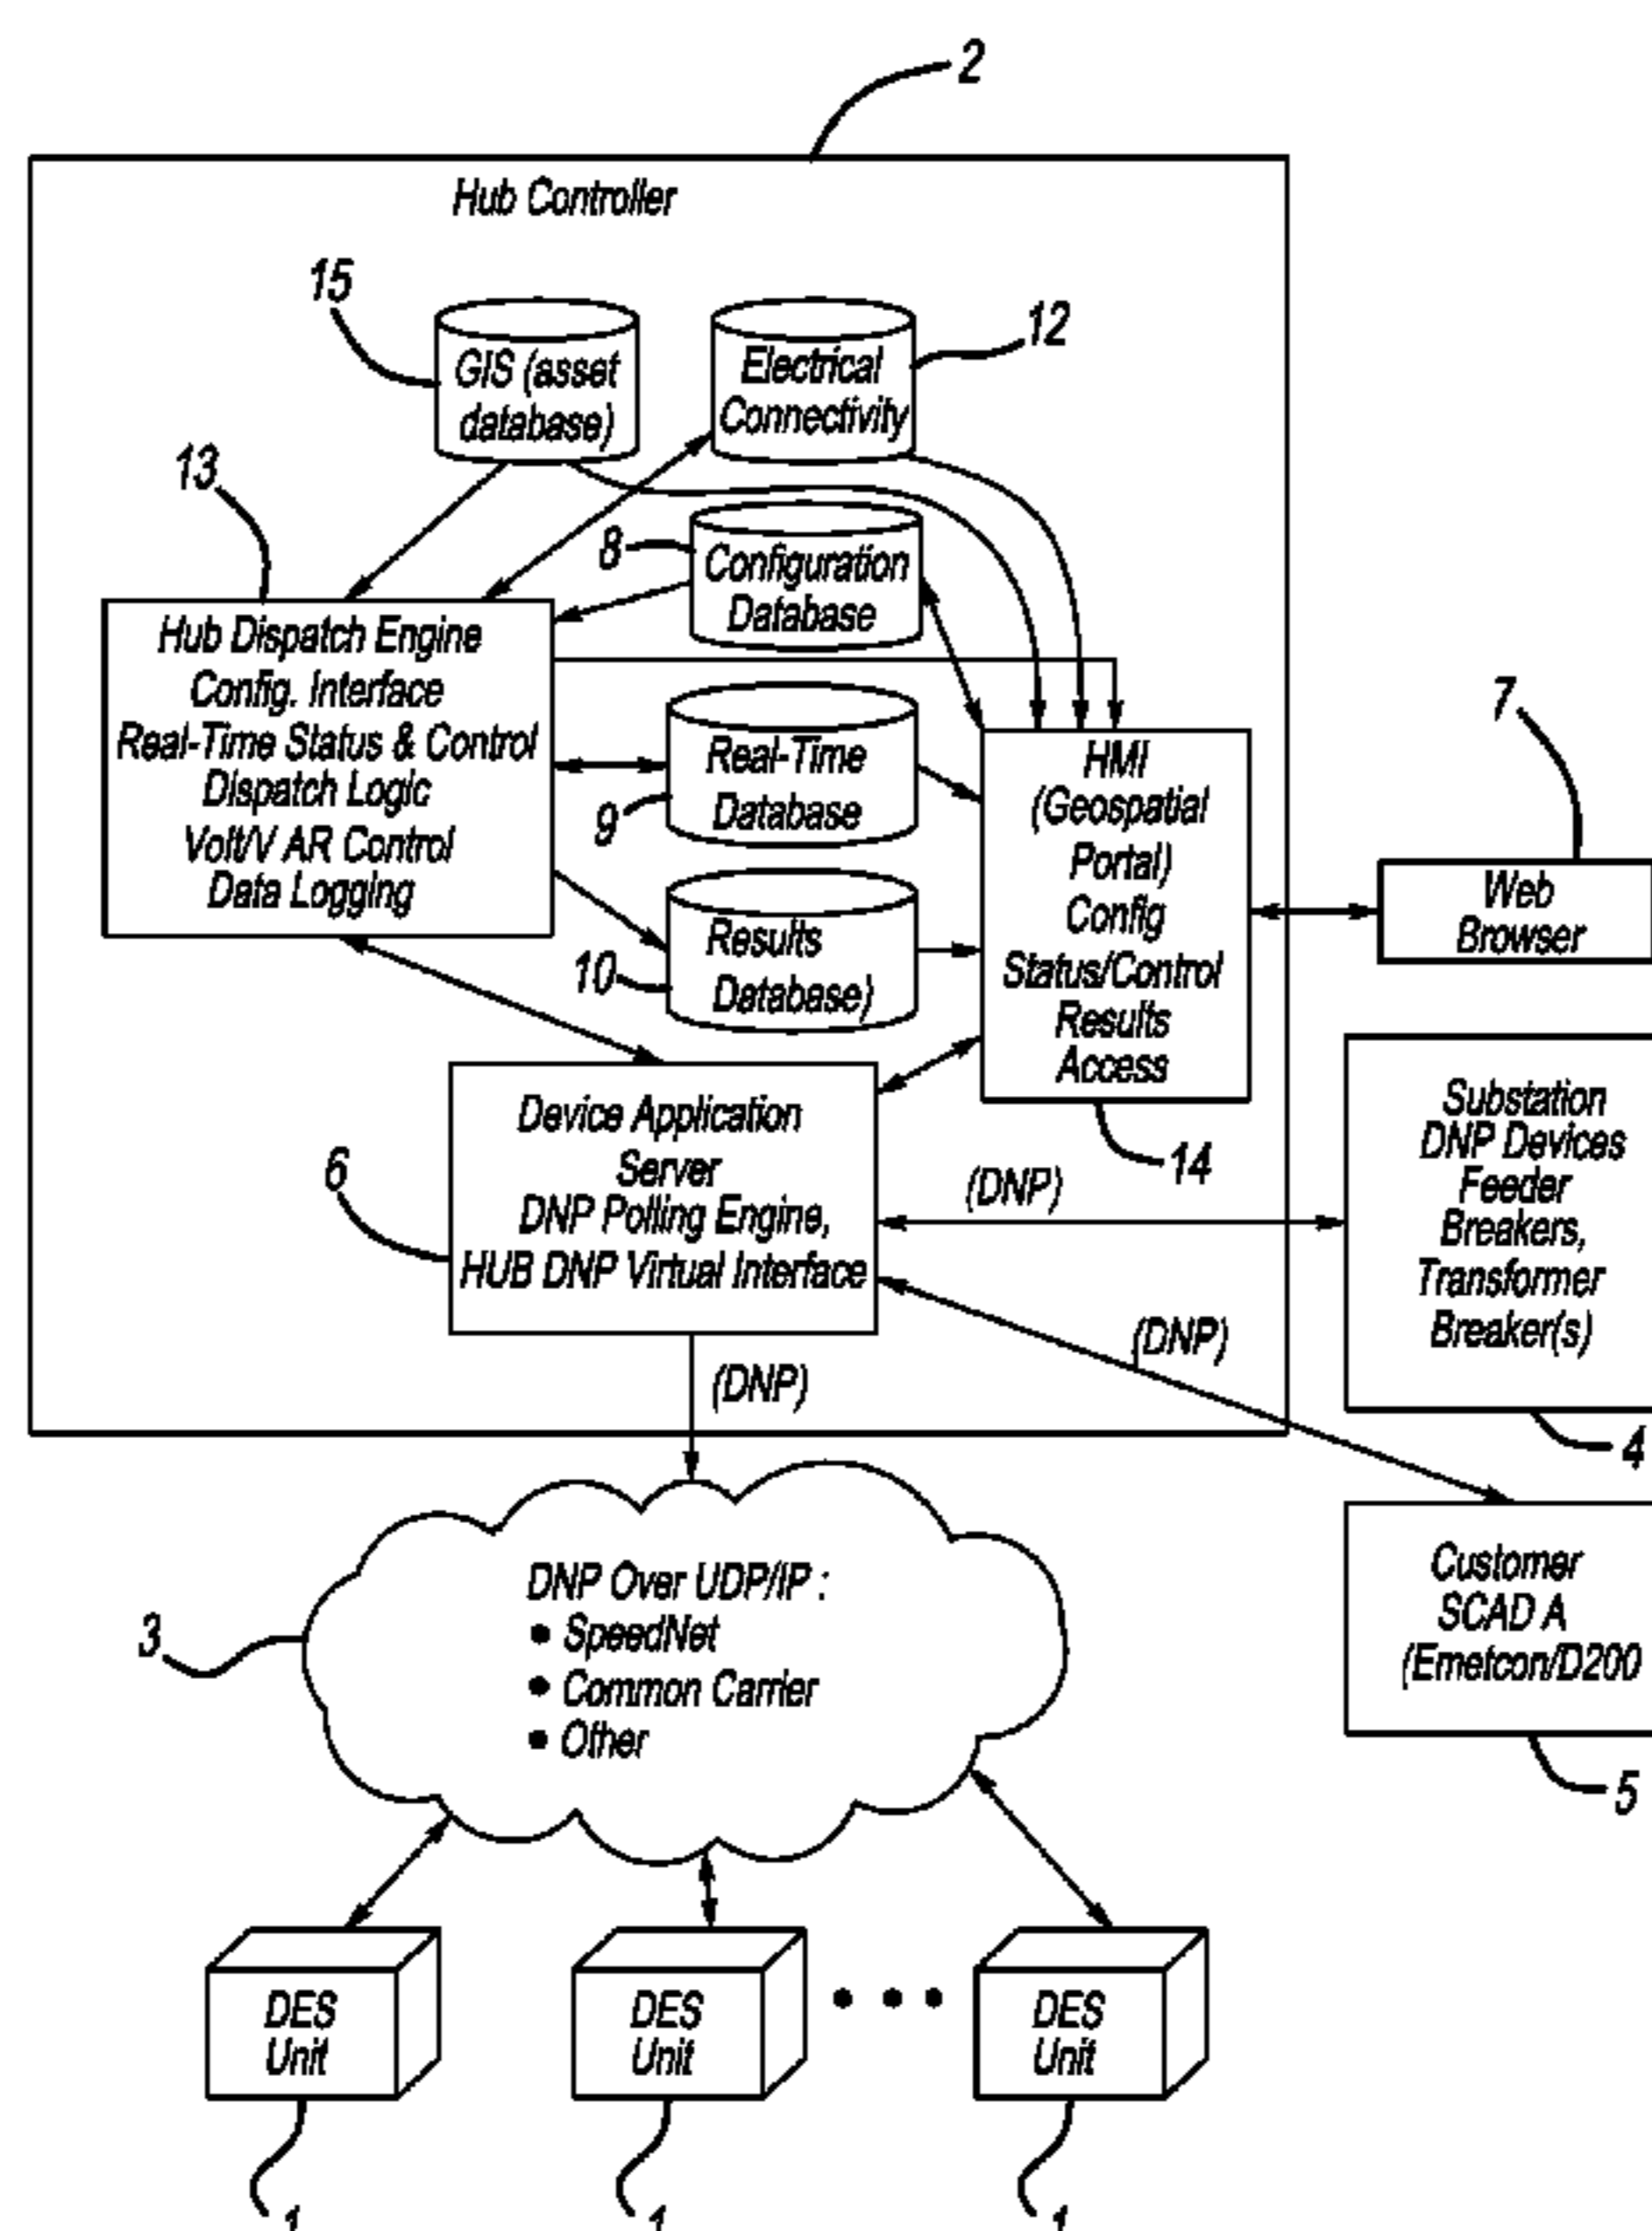 2
Hub Controller
15
GIS (asset
database)
Electrical
Connectivity
12
13
8
Configuration
Database
Hub Dispatch Engine
Config. Interface
Real-Time Status & Control
Dispatch Logic
Volt/V AR Control
Data Logging
Real-Time
Database
9
Results
Database)
10
HMI
(Geospatial
Portal)
Config
Status/Control
Results
Access
14
7
Web
Browser
Device Application
Server
DNP Polling Engine,
HUB DNP Virtual Interface
6
(DNP)
(DNP)
(DNP)
Substation
DNP Devices
Feeder
Breakers,
Transformer
Breaker(s)
4
Customer
SCAD A
(Emetcon/D200
5
3
DNP Over UDP/IP :
• SpeedNet
• Common Carrier
• Other
DES
Unit
DES
Unit
• • •
DES
Unit
1
1
1